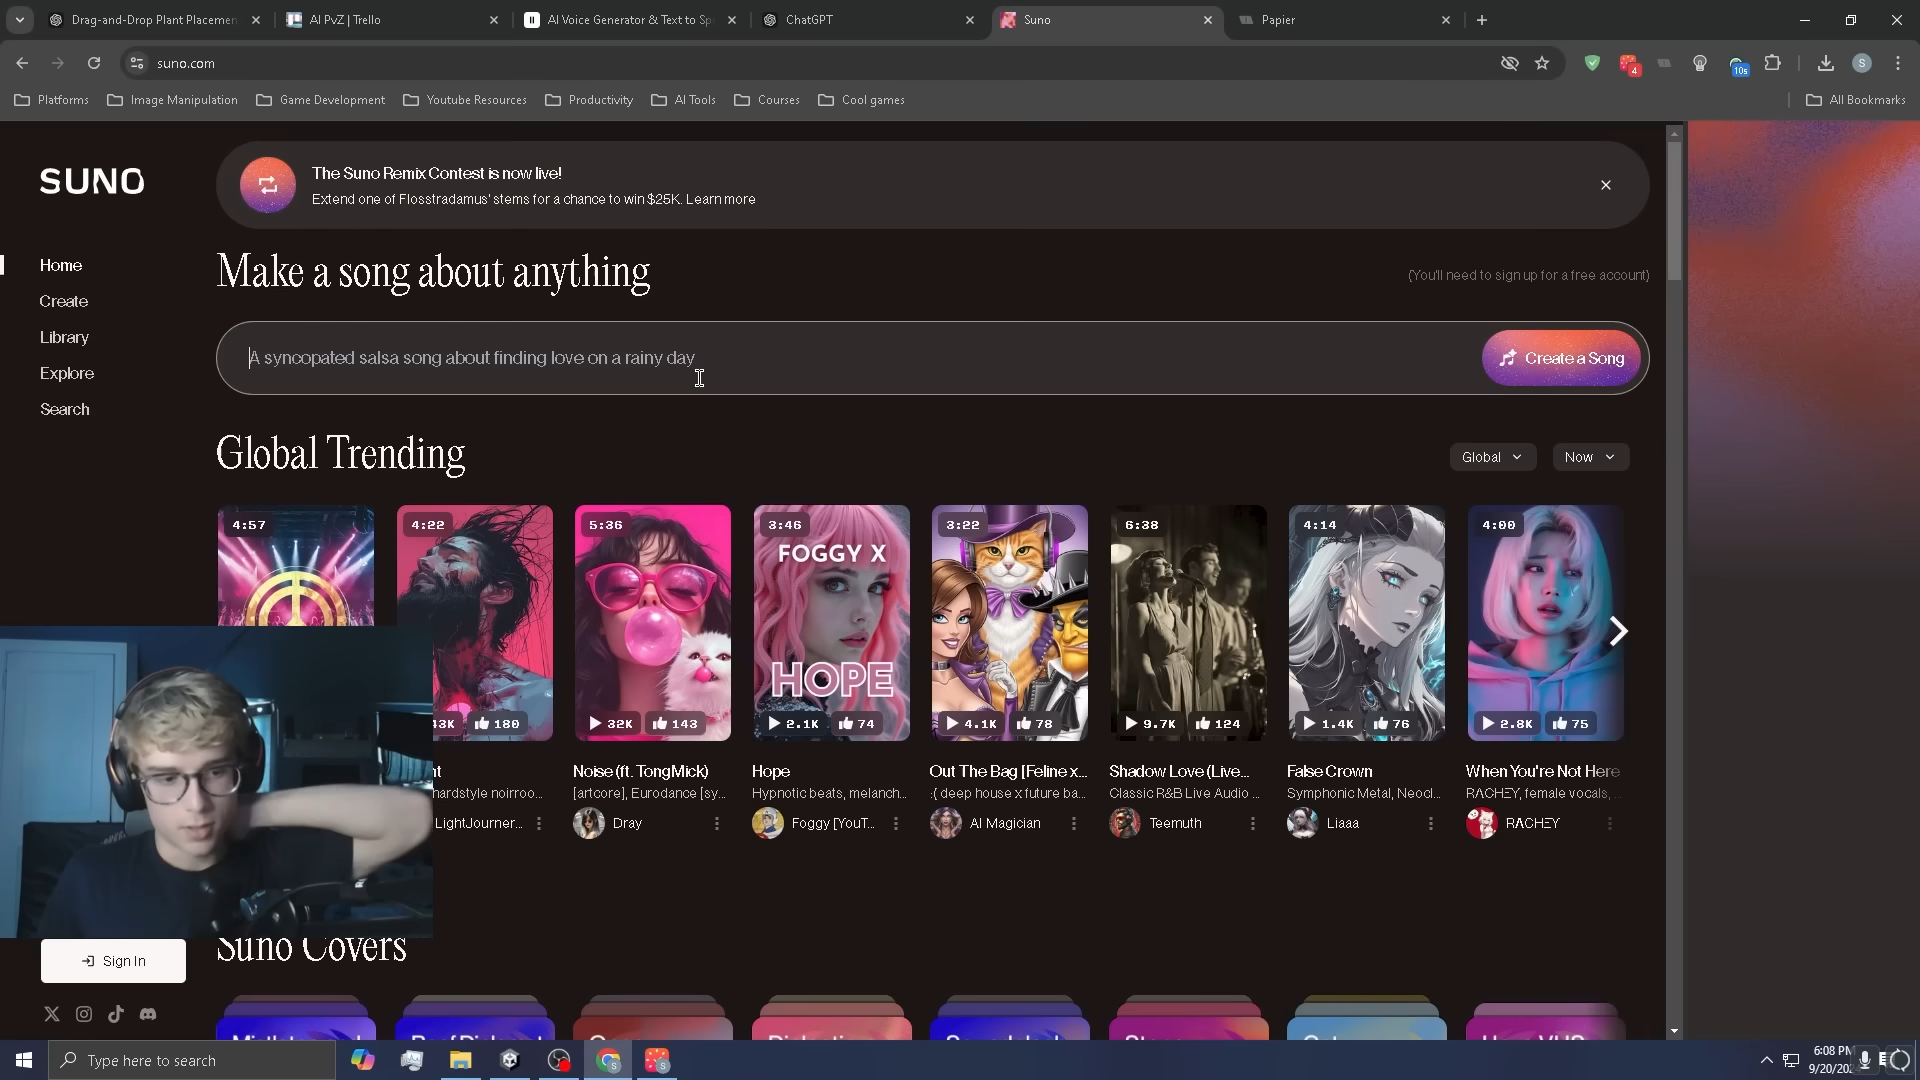 Drag-and-Drop Plant Placemen
AI PvZ | Trello
AI Voice Generator & Text to Sp
ChatGPT
Suno
Papier
suno.com
4
10s
S
Platforms
Image Manipulation
Game Development
Youtube Resources
Productivity
AI Tools
Courses
Cool games
All Bookmarks
SUNO
The Suno Remix Contest is now live!
Extend one of Flosstradamus' stems for a chance to win $25K. Learn more
Home
Create
Library
Explore
Search
Make a song about anything
(You'll need to sign up for a free account)
A syncopated salsa song about finding love on a rainy day
Create a Song
Global Trending
Global
Now
4:57
4:22
5:36
3:46
3:22
6:38
4:14
4:00
FOGGY X
HOPE
43K 180
32K 143
2.1K 74
4.1K 78
9.7K 124
1.4K 76
2.8K 75
Noise (ft. TongMick)
Hope
Out The Bag [Feline x...
Shadow Love (Live...
False Crown
When You're Not Here
hardstyle noirroo...
[artcore], Eurodance [sy...
Hypnotic beats, melanch...
:( deep house x future ba...
Classic R&B Live Audio ...
Symphonic Metal, Neocl...
RACHEY, female vocals, ...
LightJourner...
Dray
Foggy [YouT...
AI Magician
Teemuth
Liaaa
RACHEY
Suno Covers
Sign In
Type here to search
6:08 PM
9/20/20